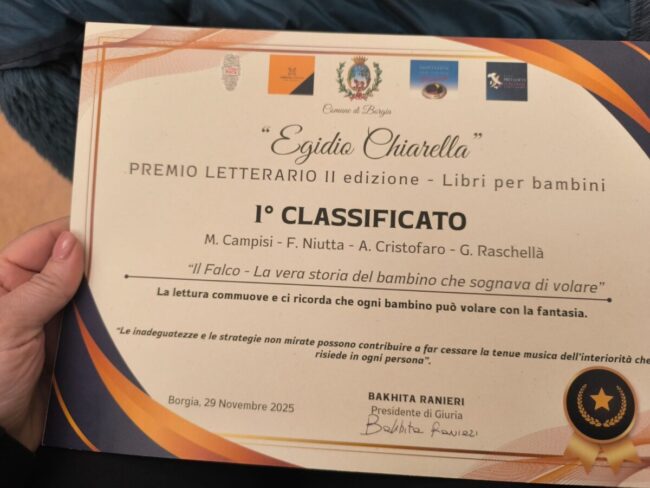 Comune di Borgia
"Egidio Chiarella"
PREMIO LETTERARIO II edizione - Libri per bambini
1° CLASSIFICATO
M. Campisi - F. Niutta - A. Cristofaro - G. Raschellà
"Il Falco - La vera storia del bambino che sognava di volare"
La lettura commuove e ci ricorda che ogni bambino può volare con la fantasia.
"Le inadeguatezze e le strategie non mirate possono contribuire a far cessare la tenue musica dell'interiorità che
risiede in ogni persona".
Borgia, 29 Novembre 2025
BAKHITA RANIERI
Presidente di Giuria
Bakhita Ranieri